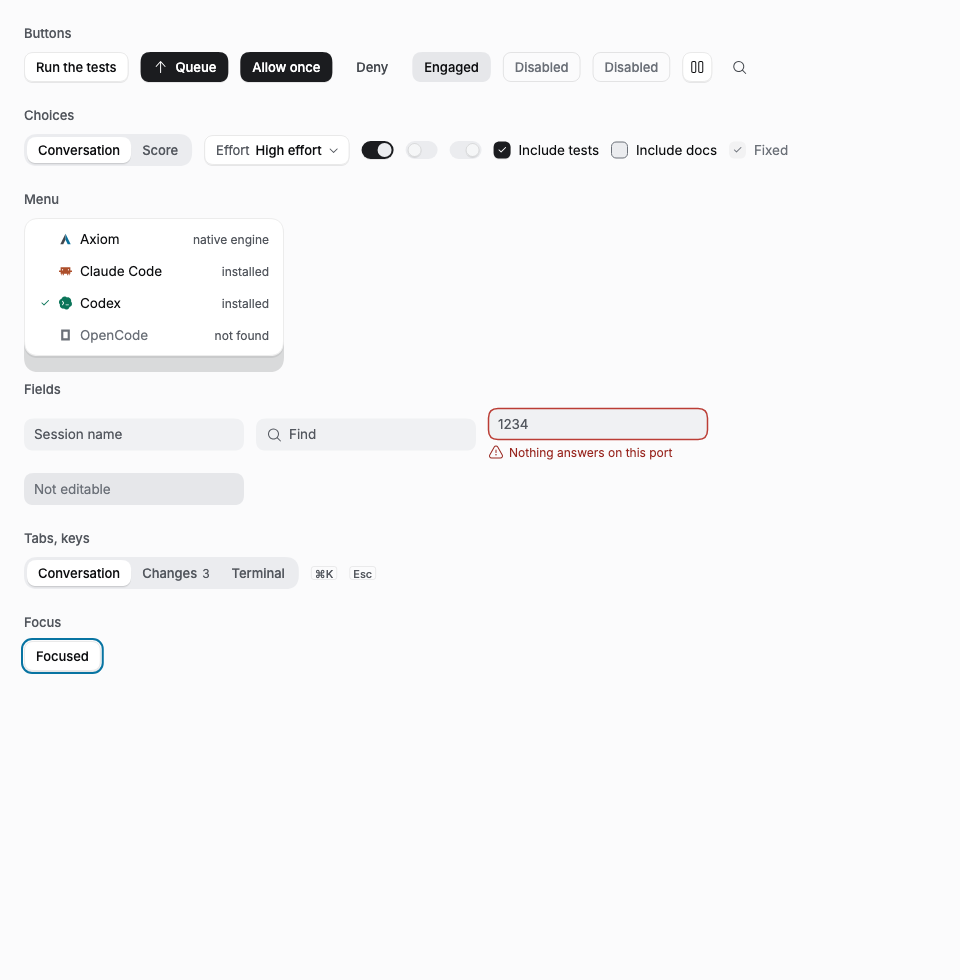 Buttons
Run the tests Queue Allow once Deny Engaged Disabled Disabled
Choices
Conversation Score Effort High effort Include tests Include docs Fixed
Menu
Axiom native engine
Claude Code installed
Codex installed
OpenCode not found
Fields
Session name Find 1234
Nothing answers on this port
Not editable
Tabs, keys
Conversation Changes 3 Terminal ⌘K Esc
Focus
Focused